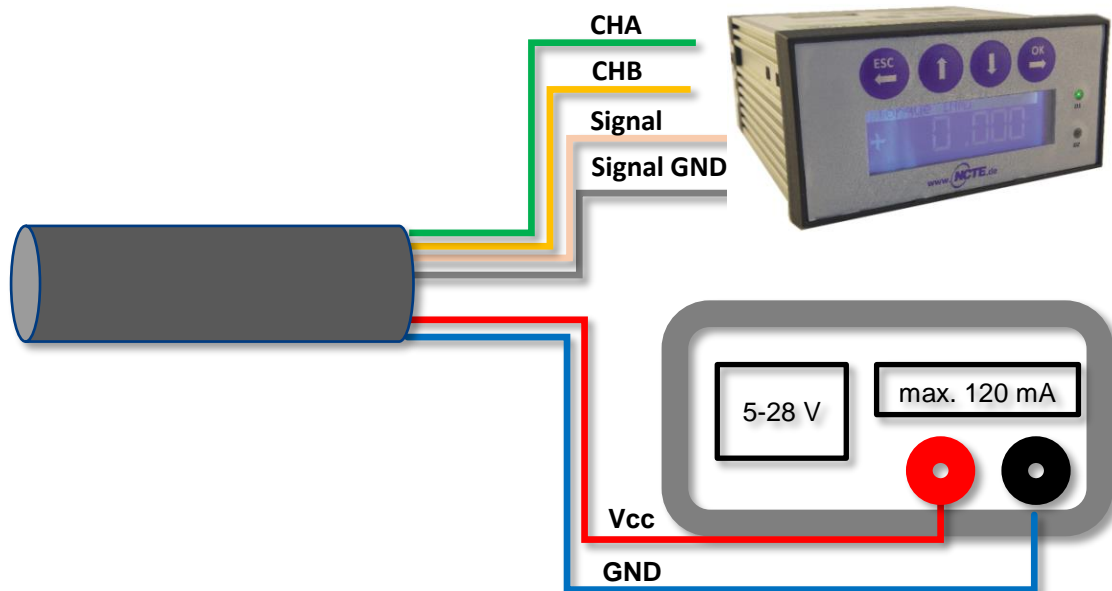 CHA
CHB
Signal
Signal GND
ESC
OK
0.000
www.NCTE.de
5-28 V
max. 120 mA
Vcc
GND